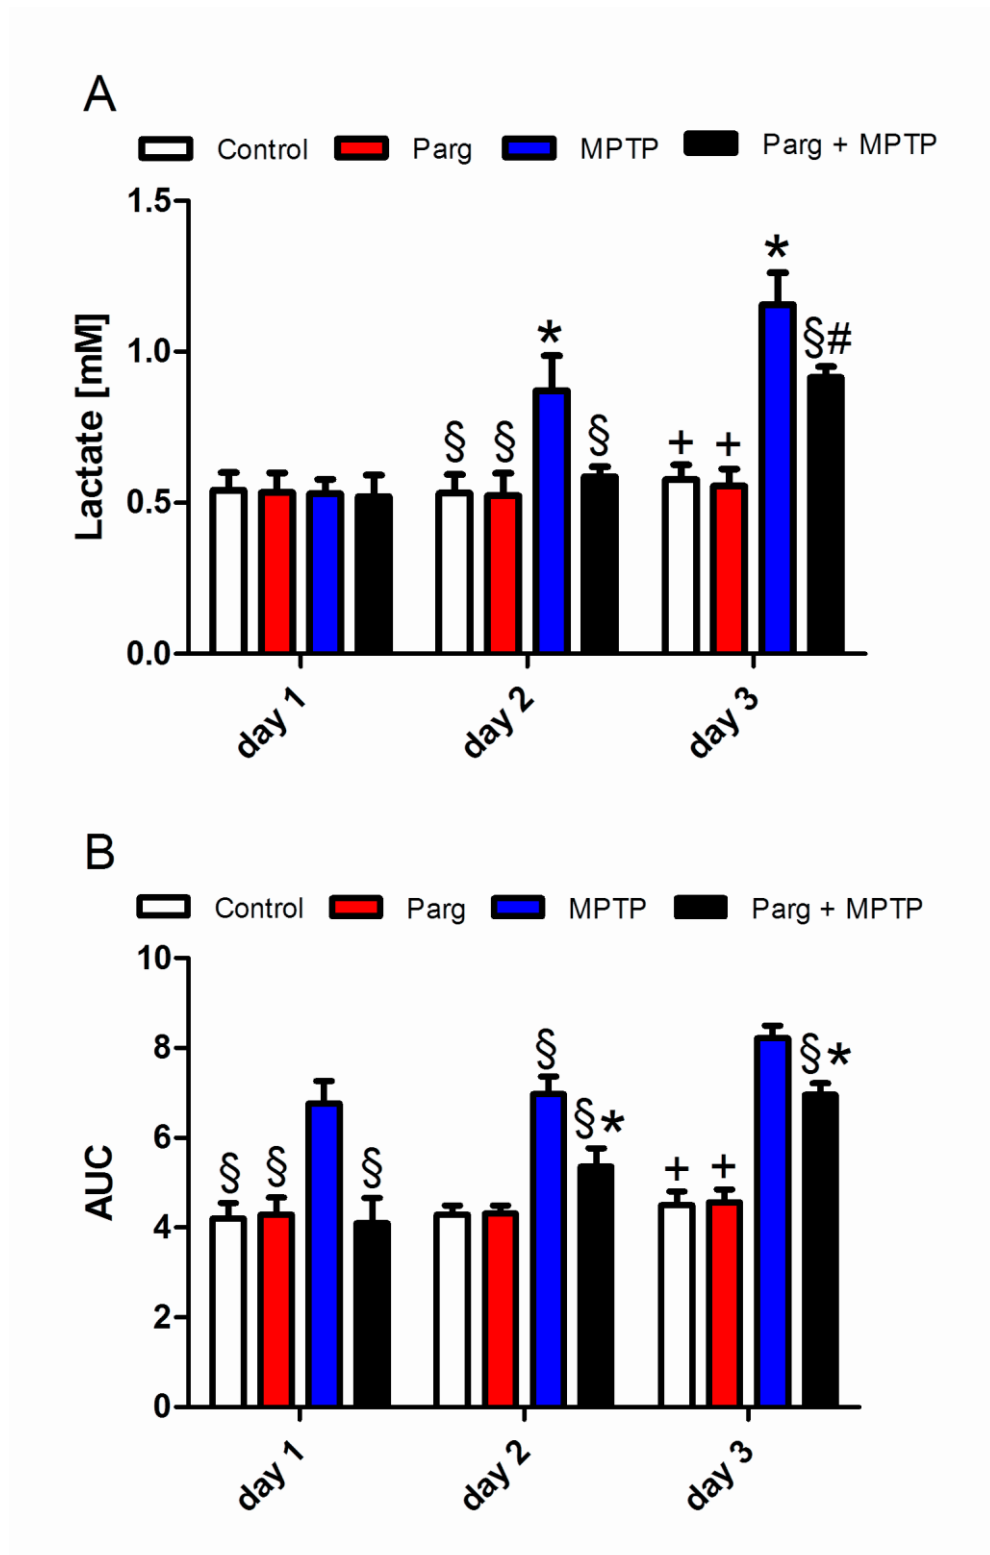 A
Control Parg MPTP Parg + MPTP
1.5
*
*
§#
1.0
§ § §
+ +
0.5
0.0
Lactate [mM]
day 1 day 2 day 3
B
Control Parg MPTP Parg + MPTP
10
8
§
§*
§*
6
§ § §
+ +
4
2
0
AUC
day 1 day 2 day 3